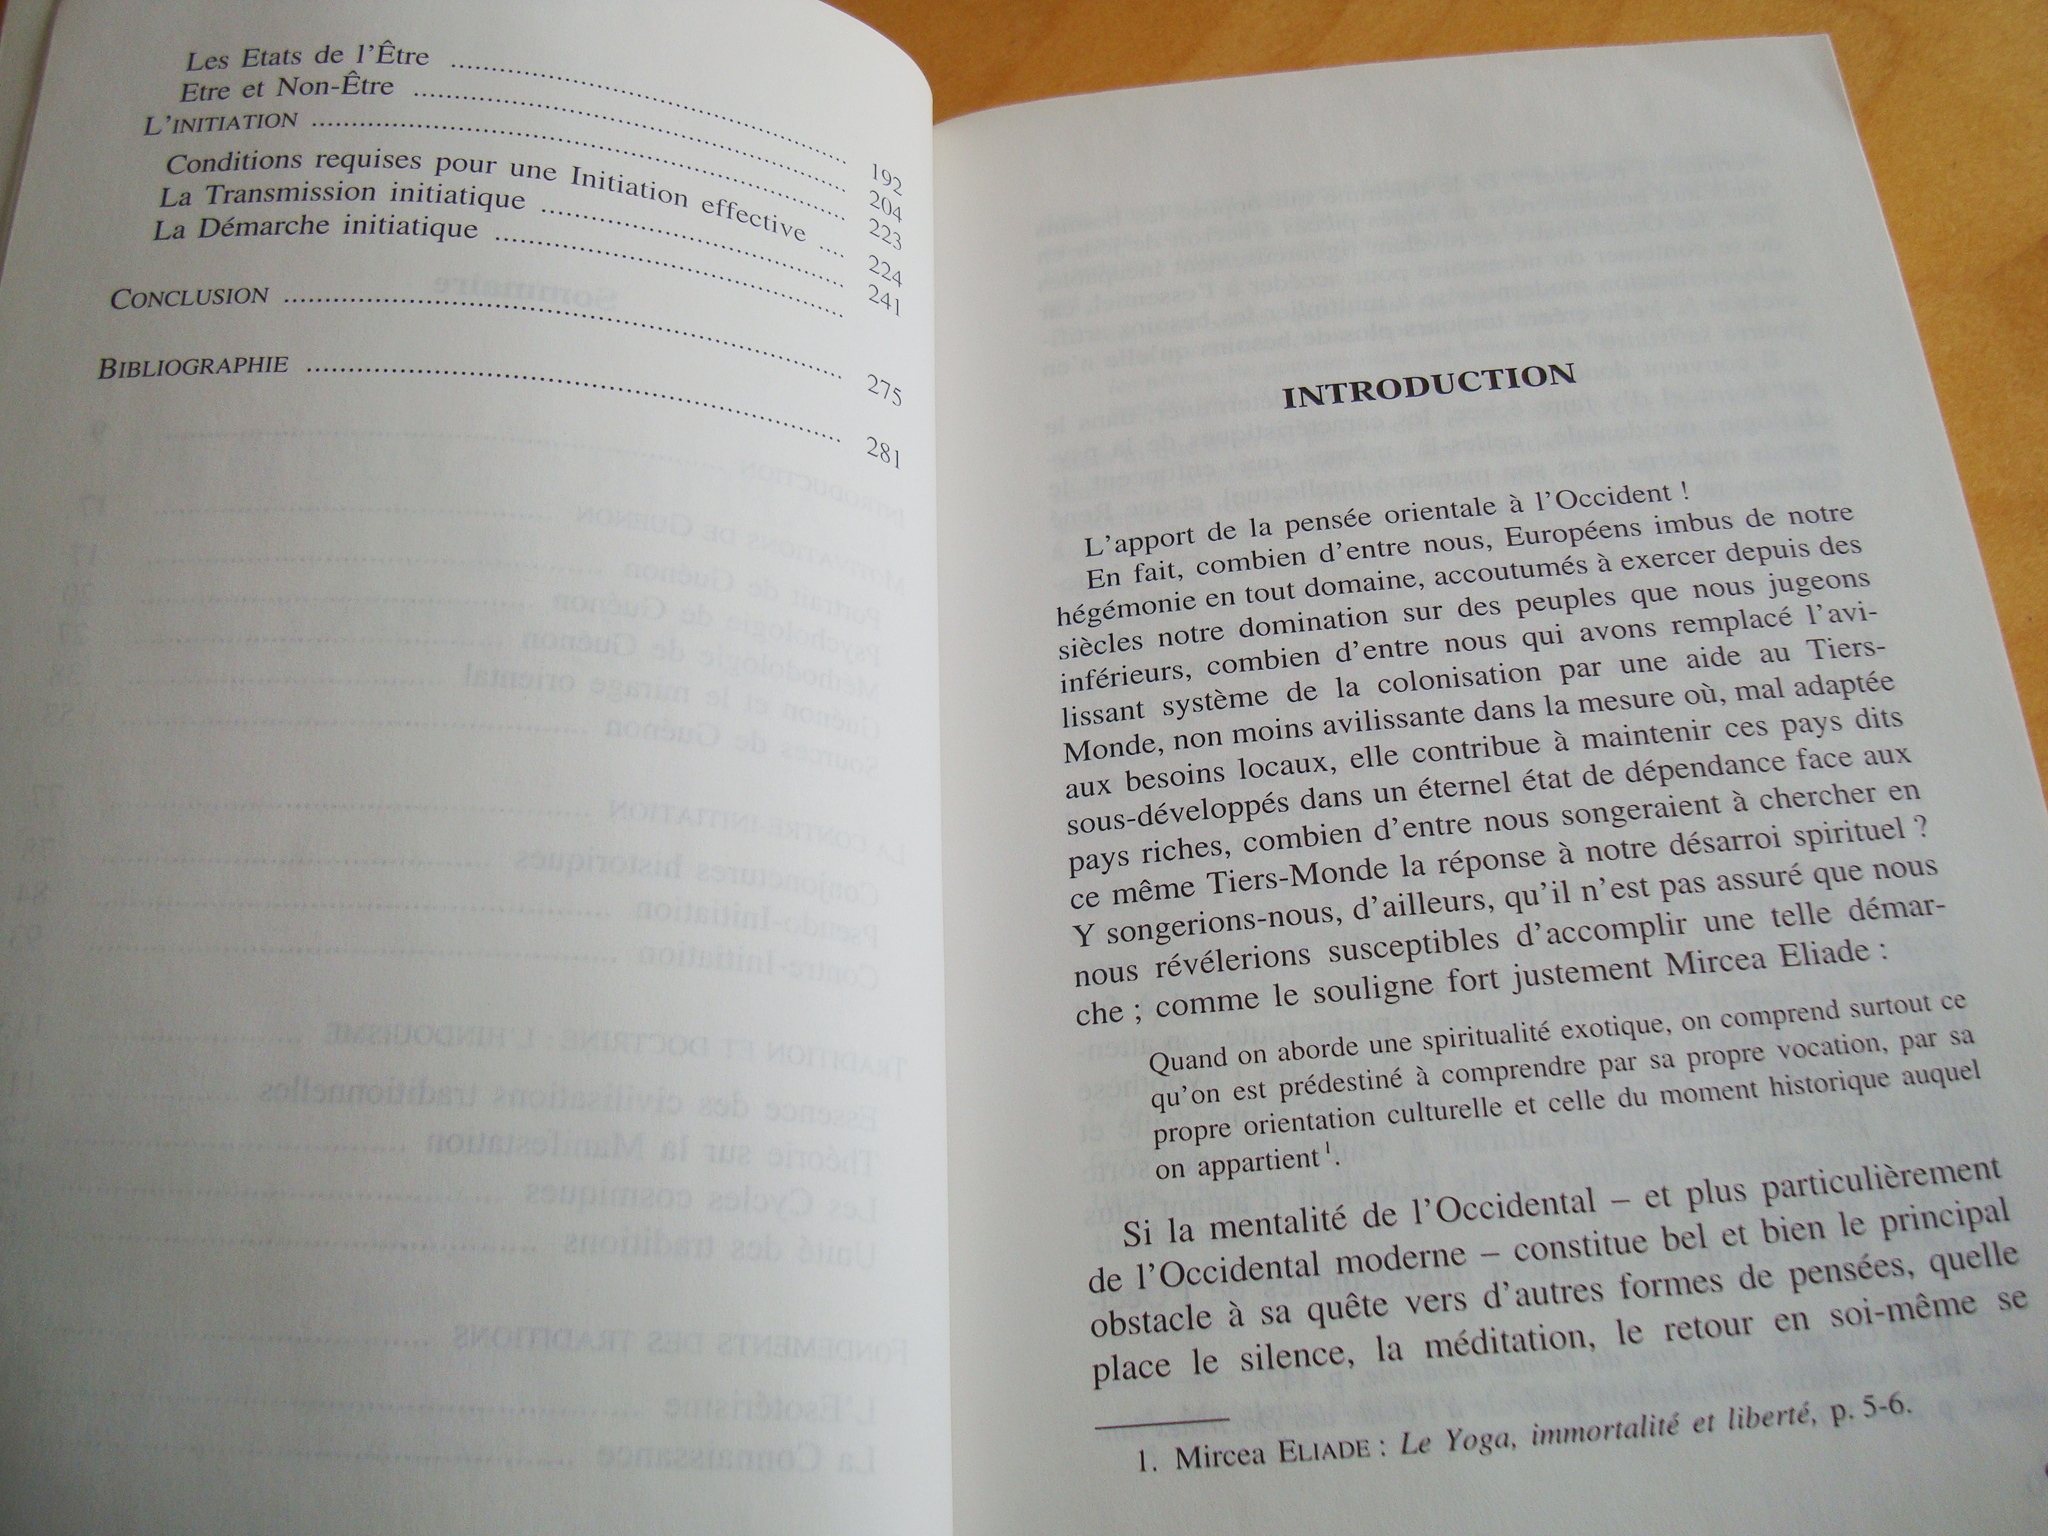 Les Etats de l'Être ........ 192
Etre et Non-Être ........ 204
L'INITIATION ........ 223
Conditions requises pour une Initiation effective .... 224
La Transmission initiatique ........ 241
La Démarche initiatique ........
CONCLUSION ........ 275
BIBLIOGRAPHIE ........ 281
INTRODUCTION
L'apport de la pensée orientale à l'Occident !
En fait, combien d'entre nous, Européens imbus de notre
hégémonie en tout domaine, accoutumés à exercer depuis des
siècles notre domination sur des peuples que nous jugeons
inférieurs, combien d'entre nous qui avons remplacé l'avi-
lissant système de la colonisation par une aide au Tiers-
Monde, non moins avilissante dans la mesure où, mal adaptée
aux besoins locaux, elle contribue à maintenir ces pays dits
sous-développés dans un éternel état de dépendance face aux
pays riches, combien d'entre nous songeraient à chercher en
ce même Tiers-Monde la réponse à notre désarroi spirituel ?
Y songerions-nous, d'ailleurs, qu'il n'est pas assuré que nous
nous révélerions susceptibles d'accomplir une telle démar-
che ; comme le souligne fort justement Mircea Eliade :
Quand on aborde une spiritualité exotique, on comprend surtout ce
qu'on est prédestiné à comprendre par sa propre vocation, par sa
propre orientation culturelle et celle du moment historique auquel
on appartient 1.
Si la mentalité de l'Occidental – et plus particulièrement
de l'Occidental moderne – constitue bel et bien le principal
obstacle à sa quête vers d'autres formes de pensées, quelle
place le silence, la méditation, le retour en soi-même se
1. Mircea ELIADE : Le Yoga, immortalité et liberté, p. 5-6.